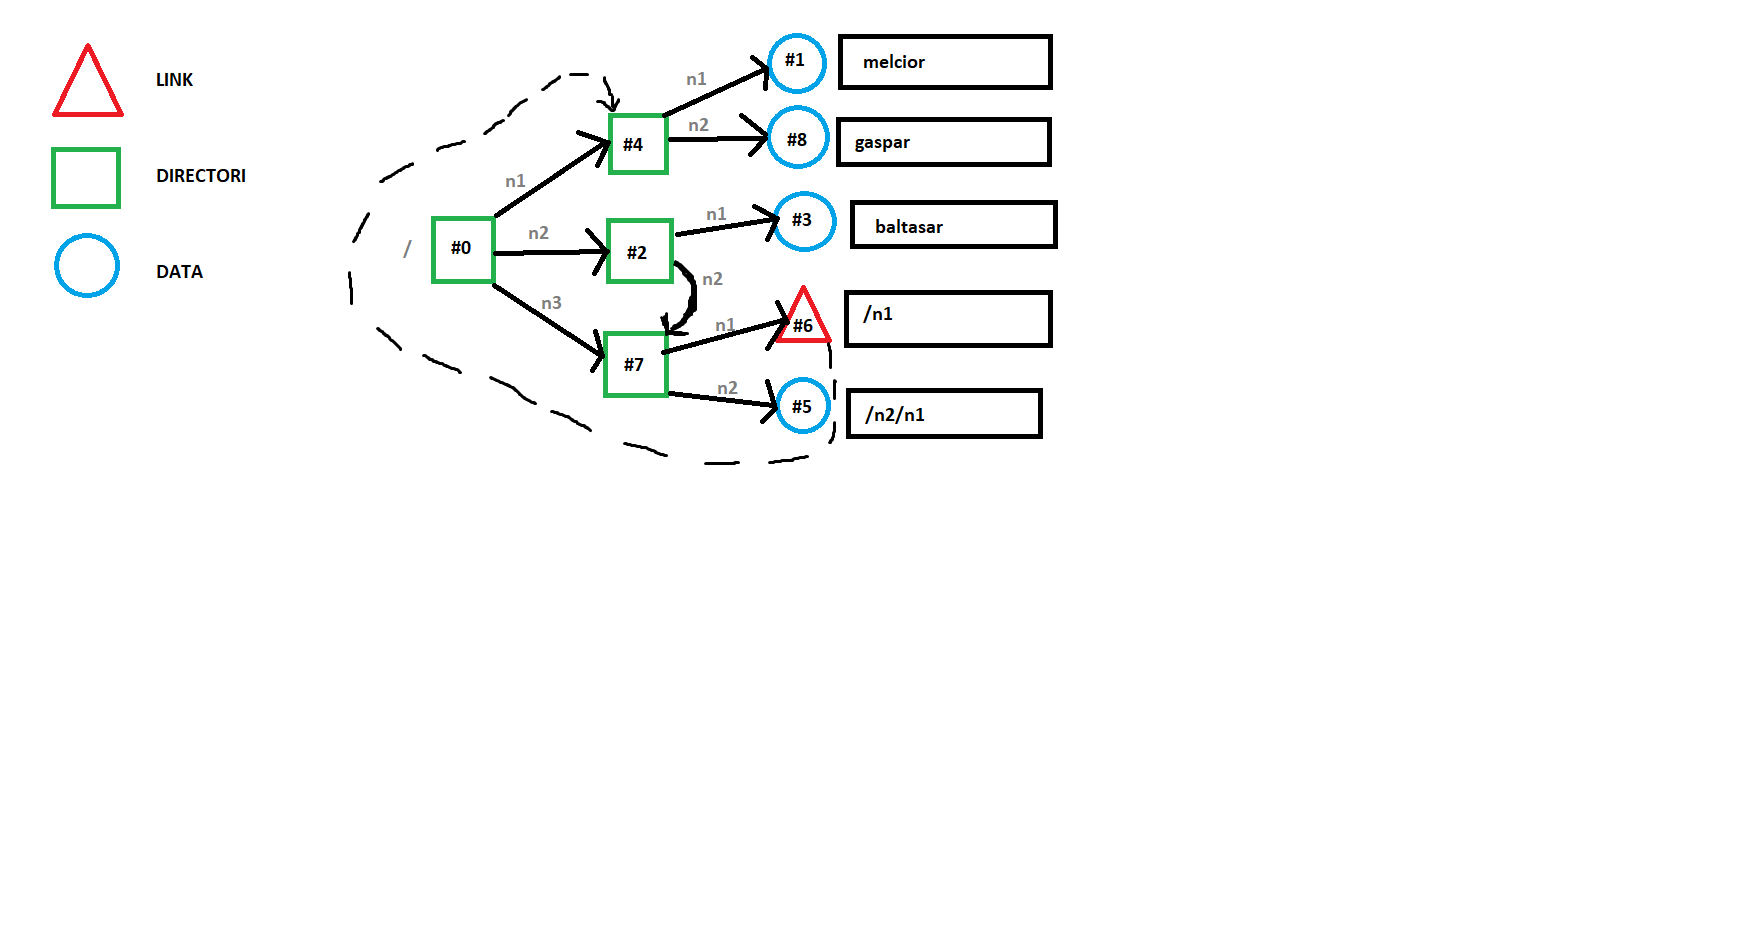 LINK
DIRECTORI
DATA
/
#0
n1
n2
n3
#4
n1
n2
#2
n1
n2
#7
n1
n2
#1
melcior
#8
gaspar
#3
baltasar
#6
/n1
#5
/n2/n1